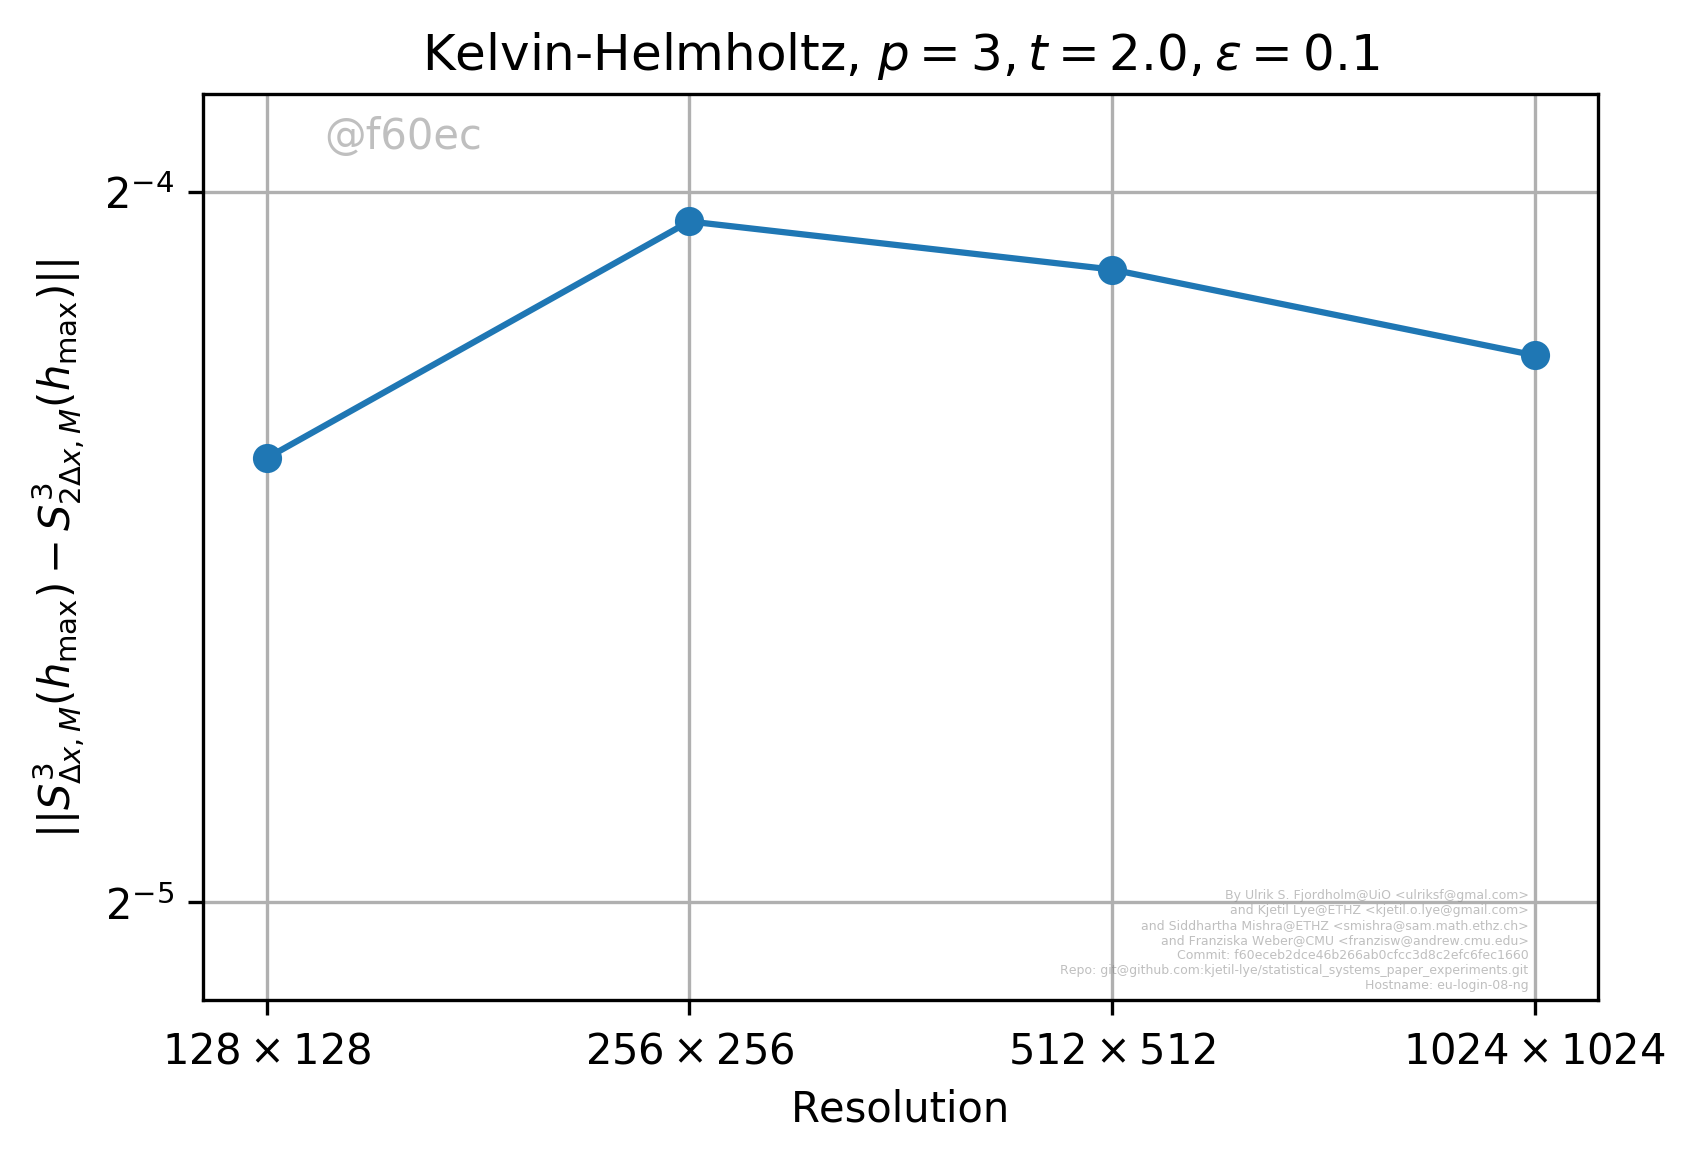 Kelvin-Helmholtz, p = 3, t = 2.0, ε = 0.1
@f60ec
2⁻⁴
2⁻⁵
||S³_{Δx, M}(h_max) − S³_{2Δx, M}(h_max)||
By Ulrik S. Fjordholm@UiO <ulriksf@gmal.com>
and Kjetil Lye@ETHZ <kjetil.o.lye@gmail.com>
and Siddhartha Mishra@ETHZ <smishra@sam.math.ethz.ch>
and Franziska Weber@CMU <franzisw@andrew.cmu.edu>
Commit: f60eceb2dce46b266ab0cfcc3d8c2efc6fec1660
Repo: git@github.com:kjetil-lye/statistical_systems_paper_experiments.git
Hostname: eu-login-08-ng
128 × 128 256 × 256 512 × 512 1024 × 1024
Resolution